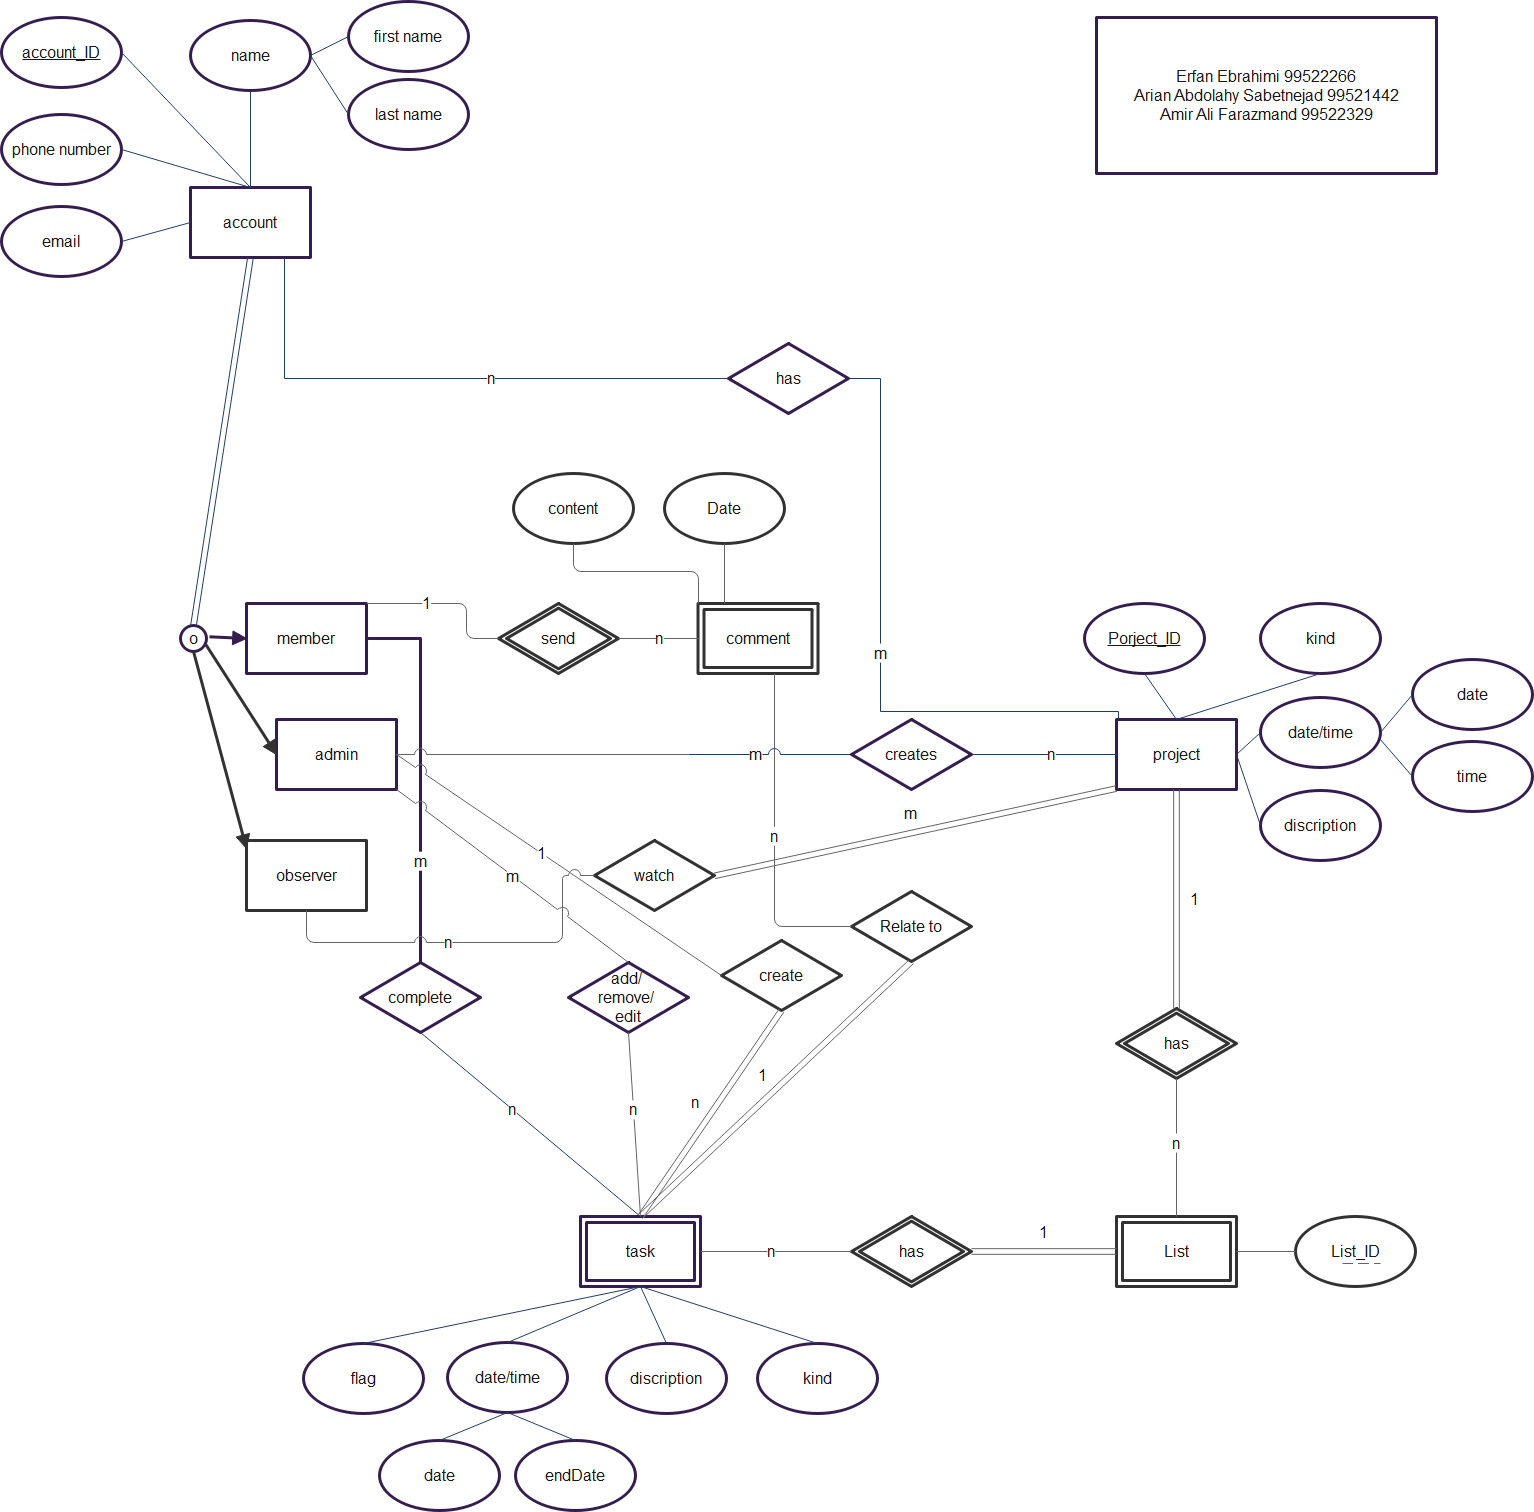 first name
account_ID
name
last name
phone number
email
account
Erfan Ebrahimi 99522266
Arian Abdolahy Sabetnejad 99521442
Amir Ali Farazmand 99522329
n
has
m
content
Date
o
member
1
send
n
comment
Porject_ID
kind
date/time
date
time
discription
admin
m
creates
n
project
m
observer
m
1
m
n
watch
n
Relate to
1
complete
add/
remove/
edit
create
has
n
n
n
1
n
task
n
has
1
List
List_ID
flag
date/time
discription
kind
date
endDate